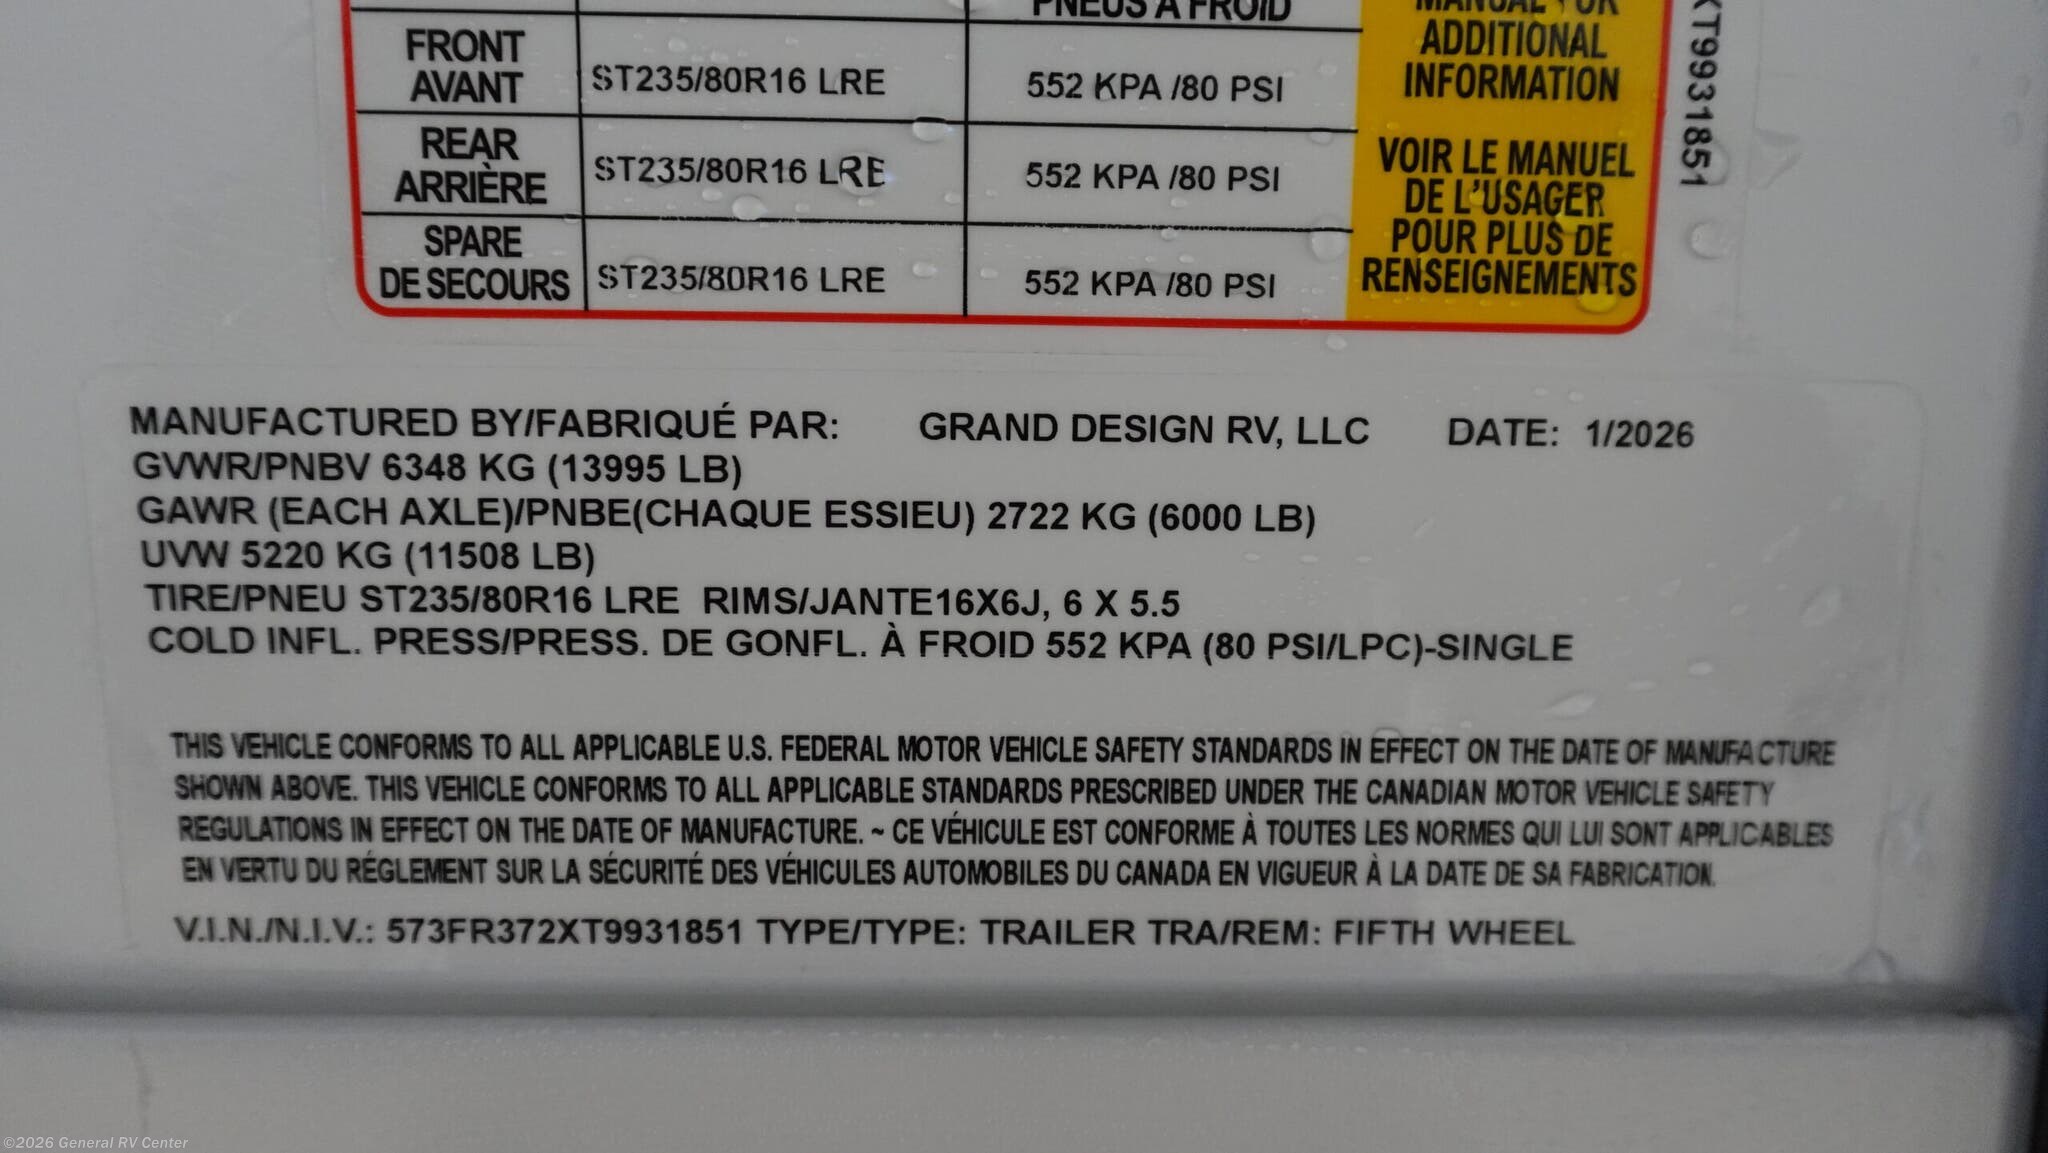 PNEUS À FROID
MANUAL FOR
ADDITIONAL
INFORMATION
FRONT
AVANT
ST235/80R16 LRE
552 KPA /80 PSI
REAR
ARRIÈRE
ST235/80R16 LRE
552 KPA /80 PSI
SPARE
DE SECOURS
ST235/80R16 LRE
552 KPA /80 PSI
VOIR LE MANUEL
DE L'USAGER
POUR PLUS DE
RENSEIGNEMENTS
XT9931851
MANUFACTURED BY/FABRIQUÉ PAR: GRAND DESIGN RV, LLC DATE: 1/2026
GVWR/PNBV 6348 KG (13995 LB)
GAWR (EACH AXLE)/PNBE(CHAQUE ESSIEU) 2722 KG (6000 LB)
UVW 5220 KG (11508 LB)
TIRE/PNEU ST235/80R16 LRE RIMS/JANTE16X6J, 6 X 5.5
COLD INFL. PRESS/PRESS. DE GONFL. À FROID 552 KPA (80 PSI/LPC)-SINGLE
THIS VEHICLE CONFORMS TO ALL APPLICABLE U.S. FEDERAL MOTOR VEHICLE SAFETY STANDARDS IN EFFECT ON THE DATE OF MANUFACTURE
SHOWN ABOVE. THIS VEHICLE CONFORMS TO ALL APPLICABLE STANDARDS PRESCRIBED UNDER THE CANADIAN MOTOR VEHICLE SAFETY
REGULATIONS IN EFFECT ON THE DATE OF MANUFACTURE. ~ CE VÉHICULE EST CONFORME À TOUTES LES NORMES QUI LUI SONT APPLICABLES
EN VERTU DU RÉGLEMENT SUR LA SÉCURITÉ DES VÉHICULES AUTOMOBILES DU CANADA EN VIGUEUR À LA DATE DE SA FABRICATION.
V.I.N./N.I.V.: 573FR372XT9931851 TYPE/TYPE: TRAILER TRA/REM: FIFTH WHEEL
©2026 General RV Center